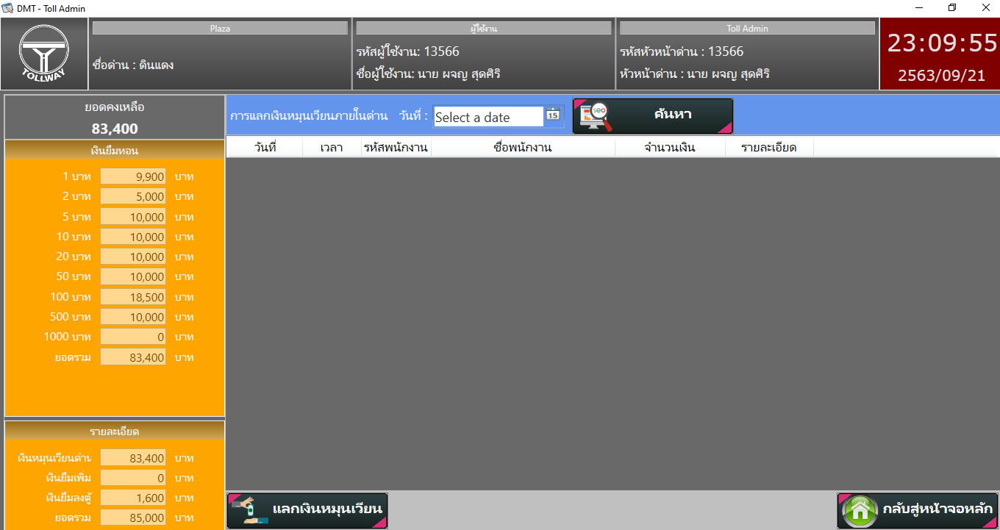 DMT - Toll Admin
TOLLWAY
Plaza
ชื่อด่าน : ดินแดง
ผู้ใช้งาน
รหัสผู้ใช้งาน: 13566
ชื่อผู้ใช้งาน: นาย ผจญ สุดศิริ
Toll Admin
รหัสหัวหน้าด่าน : 13566
หัวหน้าด่าน : นาย ผจญ สุดศิริ
23:09:55
2563/09/21
ยอดคงเหลือ
83,400
เงินยืมทอน
1 บาท 9,900 บาท
2 บาท 5,000 บาท
5 บาท 10,000 บาท
10 บาท 10,000 บาท
20 บาท 10,000 บาท
50 บาท 10,000 บาท
100 บาท 18,500 บาท
500 บาท 10,000 บาท
1000 บาท 0 บาท
ยอดรวม 83,400 บาท
รายละเอียด
เงินหมุนเวียนด่าน 83,400 บาท
เงินยืมเพิ่ม 0 บาท
เงินยืมลงตู้ 1,600 บาท
ยอดรวม 85,000 บาท
การแลกเงินหมุนเวียนภายในด่าน วันที่ : Select a date 15 SEO ค้นหา
วันที่ เวลา รหัสพนักงาน ชื่อพนักงาน จำนวนเงิน รายละเอียด
แลกเงินหมุนเวียน
กลับสู่หน้าจอหลัก